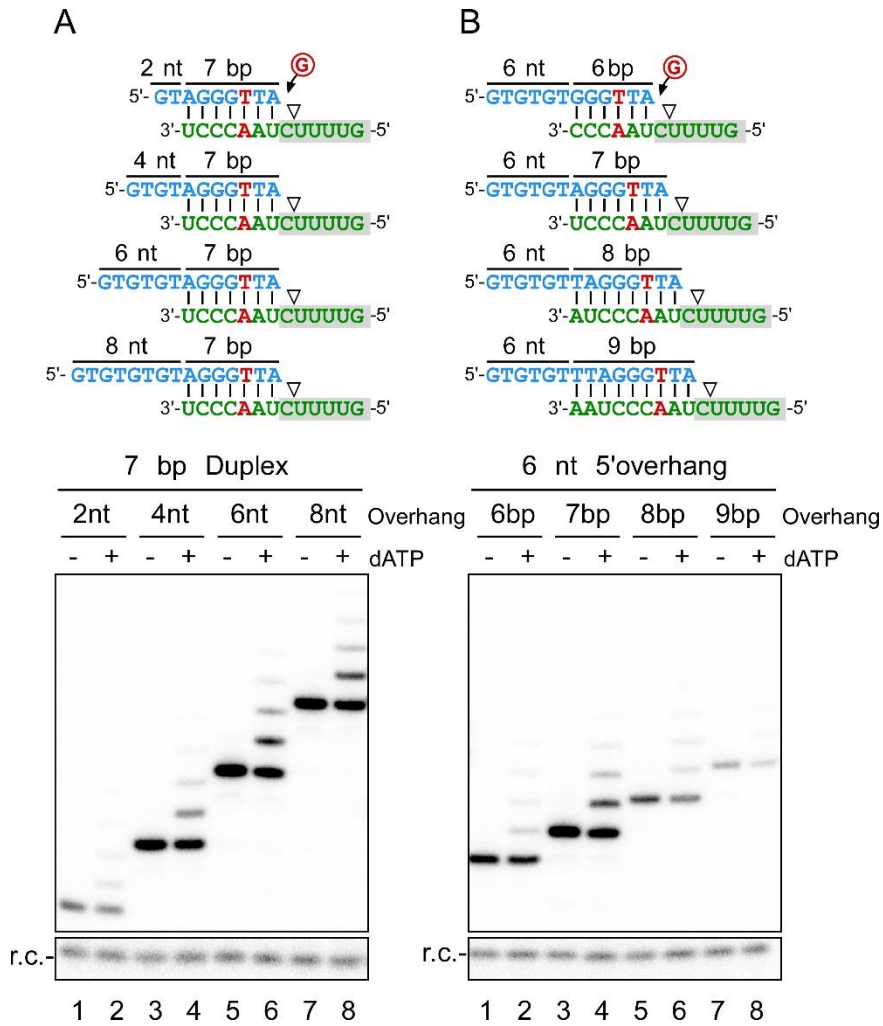 A
2 nt 7 bp G
5'- GTAGGGTTA
3'-UCCCAAUCUUUUG-5'
4 nt 7 bp
5'-GTGTAGGGTTA
3'-UCCCAAUCUUUUG-5'
6 nt 7 bp
5'-GTGTGTAGGGTTA
3'-UCCCAAUCUUUUG-5'
8 nt 7 bp
5'- GTGTGTGTAGGGTTA
3'-UCCCAAUCUUUUG-5'
7 bp Duplex
2nt 4nt 6nt 8nt Overhang
- + - + - + - + dATP
r.c.-
1 2 3 4 5 6 7 8
B
6 nt 6bp G
5'-GTGTGTGGGTTA
3'-CCCAAUCUUUUG-5'
6 nt 7 bp
5'-GTGTGTAGGGTTA
3'-UCCCAAUCUUUUG-5'
6 nt 8 bp
5'-GTGTGTTAGGGTTA
3'-AUCCCAAUCUUUUG-5'
6 nt 9 bp
5'-GTGTGTTTAGGGTTA
3'-AAUCCCAAUCUUUUG-5'
6 nt 5'overhang
6bp 7bp 8bp 9bp Overhang
- + - + - + - + dATP
r.c.-
1 2 3 4 5 6 7 8